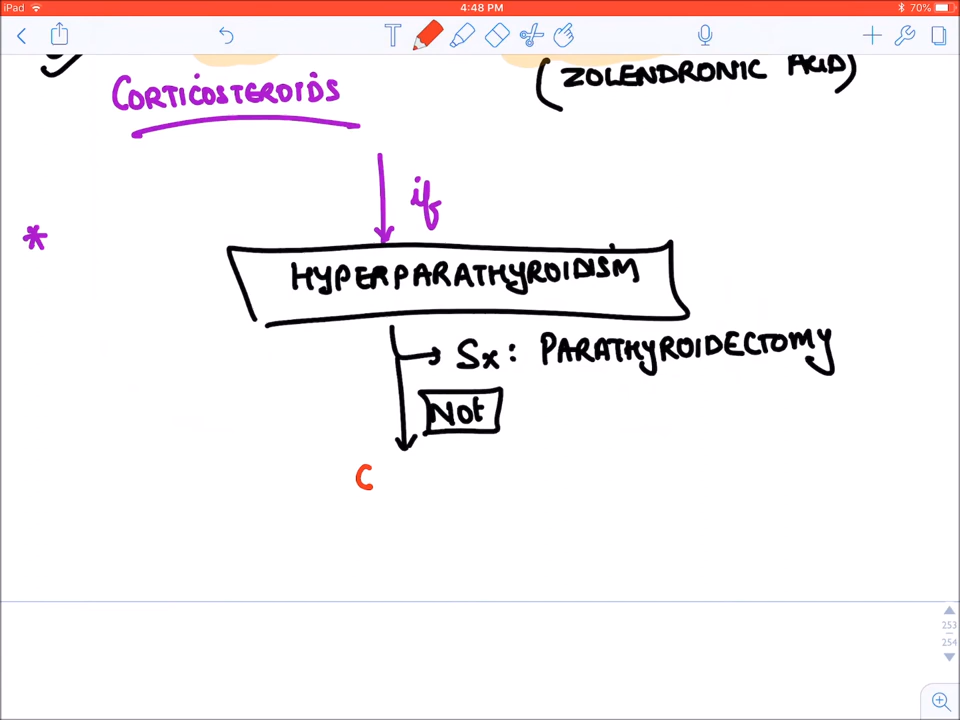 iPad 4:48 PM 70%
T
(ZOLENDRONIC ACID)
CORTICOSTEROIDS
if
*
HYPERPARATHYROIDISM
Sx: PARATHYROIDECTOMY
Not
C
253
254